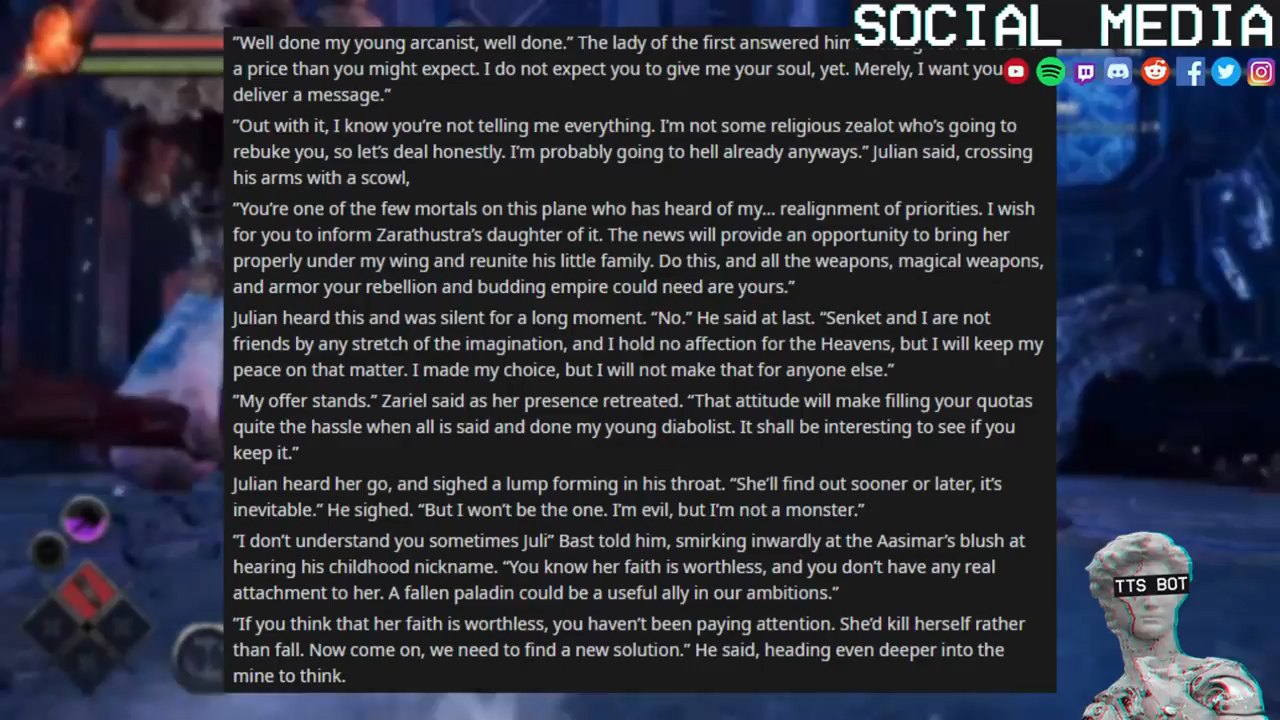 SOCIAL MEDIA
”Well done my young arcanist, well done.” The lady of the first answered him
a price than you might expect. I do not expect you to give me your soul, yet. Merely, I want you
deliver a message.”
”Out with it, I know you’re not telling me everything. I’m not some religious zealot who’s going to
rebuke you, so let’s deal honestly. I’m probably going to hell already anyways.” Julian said, crossing
his arms with a scowl,
”You’re one of the few mortals on this plane who has heard of my... realignment of priorities. I wish
for you to inform Zarathustra’s daughter of it. The news will provide an opportunity to bring her
properly under my wing and reunite his little family. Do this, and all the weapons, magical weapons,
and armor your rebellion and budding empire could need are yours.”
Julian heard this and was silent for a long moment. “No.” He said at last. “Senket and I are not
friends by any stretch of the imagination, and I hold no affection for the Heavens, but I will keep my
peace on that matter. I made my choice, but I will not make that for anyone else.”
”My offer stands.” Zariel said as her presence retreated. “That attitude will make filling your quotas
quite the hassle when all is said and done my young diabolist. It shall be interesting to see if you
keep it.”
Julian heard her go, and sighed a lump forming in his throat. “She’ll find out sooner or later, it’s
inevitable.” He sighed. “But I won’t be the one. I’m evil, but I’m not a monster.”
”I don’t understand you sometimes Juli” Bast told him, smirking inwardly at the Aasimar’s blush at
hearing his childhood nickname. “You know her faith is worthless, and you don’t have any real
attachment to her. A fallen paladin could be a useful ally in our ambitions.”
”If you think that her faith is worthless, you haven’t been paying attention. She’d kill herself rather
than fall. Now come on, we need to find a new solution.” He said, heading even deeper into the
mine to think.
TTS BOT